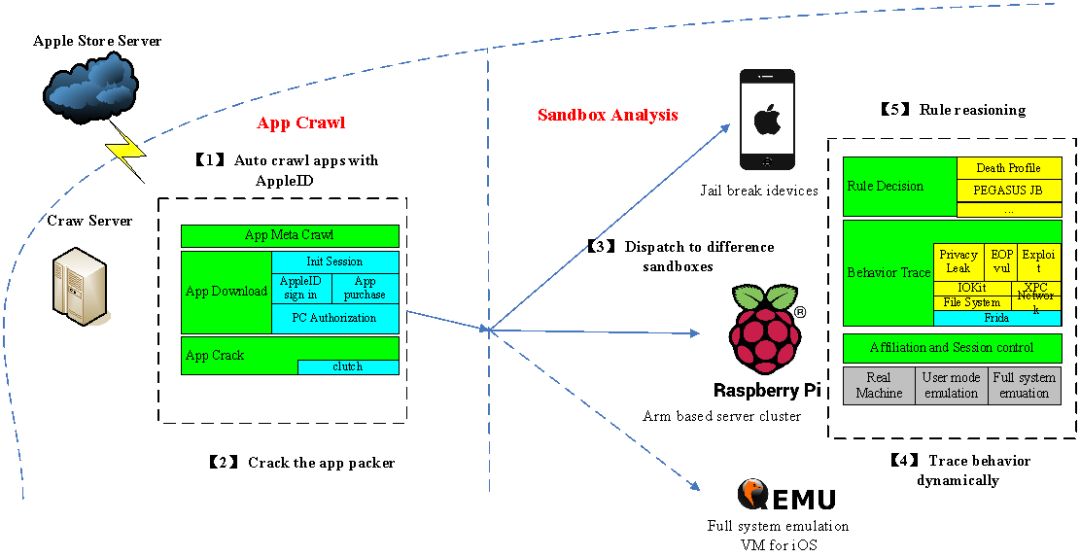 Apple Store Server
App Crawl
Sandbox Analysis
【1】 Auto crawl apps with
AppleID
Craw Server
App Meta Crawl
App Download
Init Session
AppleID
sign in
App
purchase
PC Authorization
App Crack
clutch
【2】 Crack the app packer
【3】 Dispatch to difference
sandboxes
Jail break idevices
®
Raspberry Pi
Arm based server cluster
QEMU
Full system emulation
VM for iOS
【5】 Rule reasioning
Rule Decision
Death Profile
PEGASUS JB
...
Behavior Trace
Privacy
Leak
EOP
vul
Exploi
t
IOKit
XPC
File System
Networ
k
Frida
Affiliation and Session control
Real
Machine
User mode
emulation
Full system
emuation
【4】 Trace behavior
dynamically